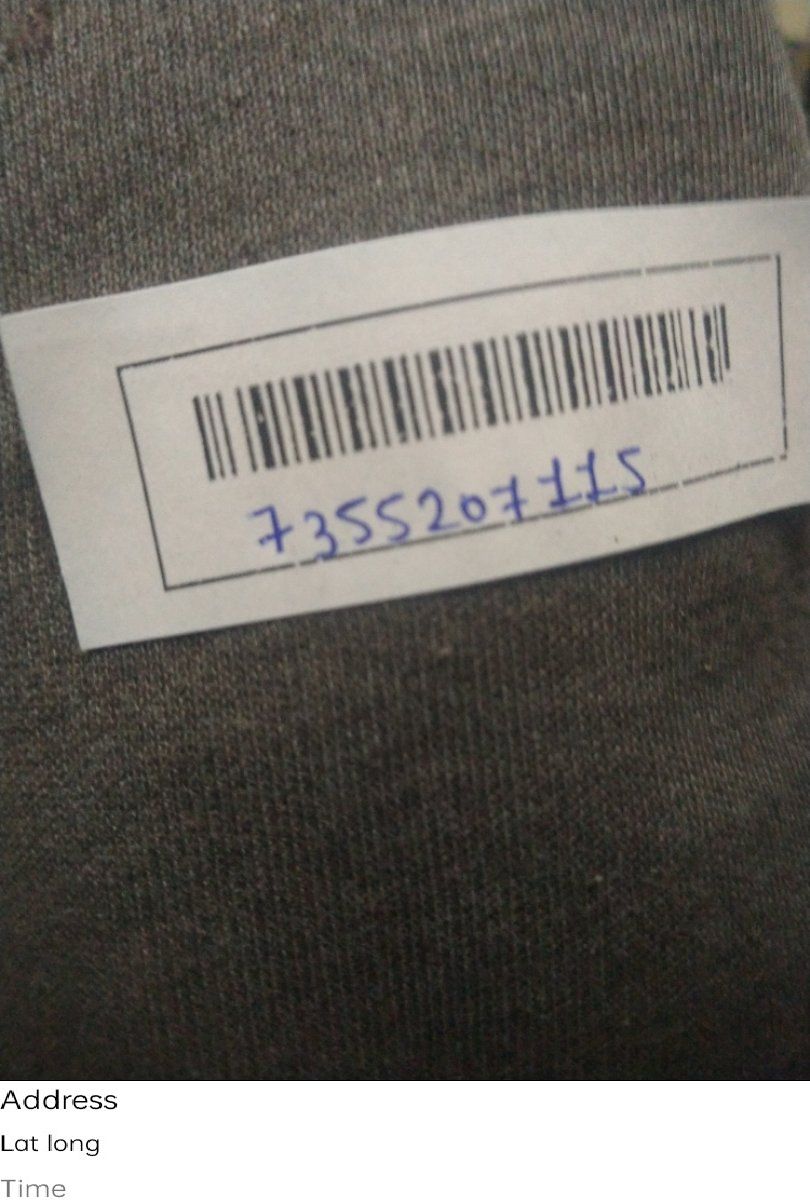 7355207115
Address
Lat long
Time